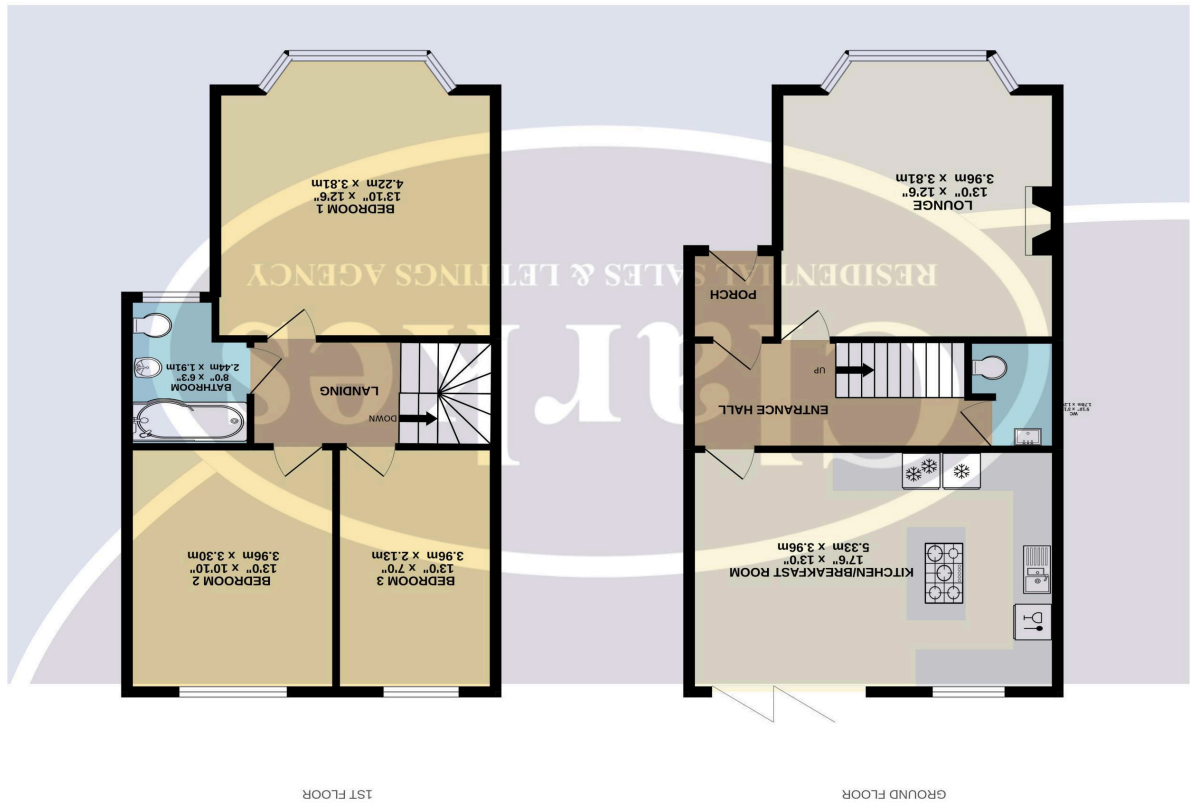 GROUND FLOOR
1ST FLOOR
KITCHEN/BREAKFAST ROOM
17'6" x 13'0"
5.33m x 3.96m
ENTRANCE HALL
UP
WC
PORCH
LOUNGE
13'0" x 12'6"
3.96m x 3.81m
BEDROOM 3
13'0" x 7'0"
3.96m x 2.13m
BEDROOM 2
13'0" x 10'10"
3.96m x 3.30m
DOWN
LANDING
BATHROOM
8'0" x 6'3"
2.44m x 1.91m
BEDROOM 1
13'10" x 12'6"
4.22m x 3.81m
Clarkes
RESIDENTIAL SALES & LETTINGS AGENCY